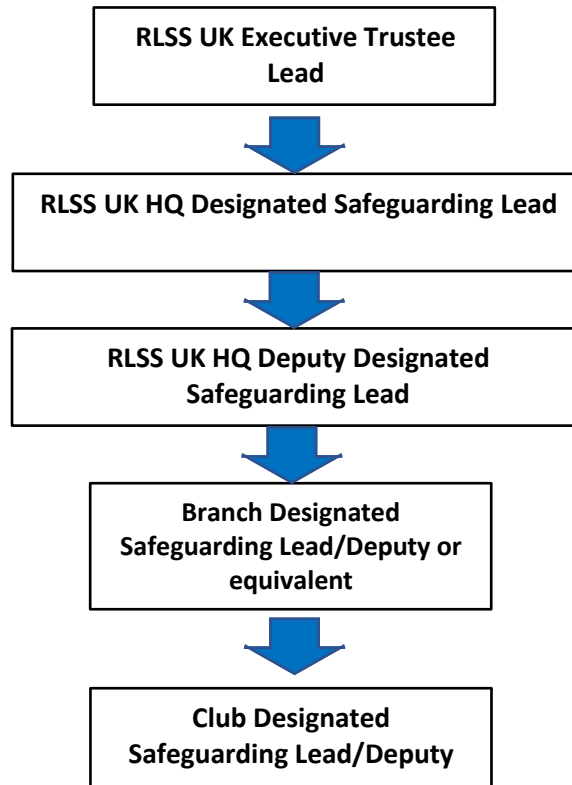 RLSS UK Executive Trustee
Lead
RLSS UK HQ Designated Safeguarding Lead
RLSS UK HQ Deputy Designated
Safeguarding Lead
Branch Designated
Safeguarding Lead/Deputy or
equivalent
Club Designated
Safeguarding Lead/Deputy